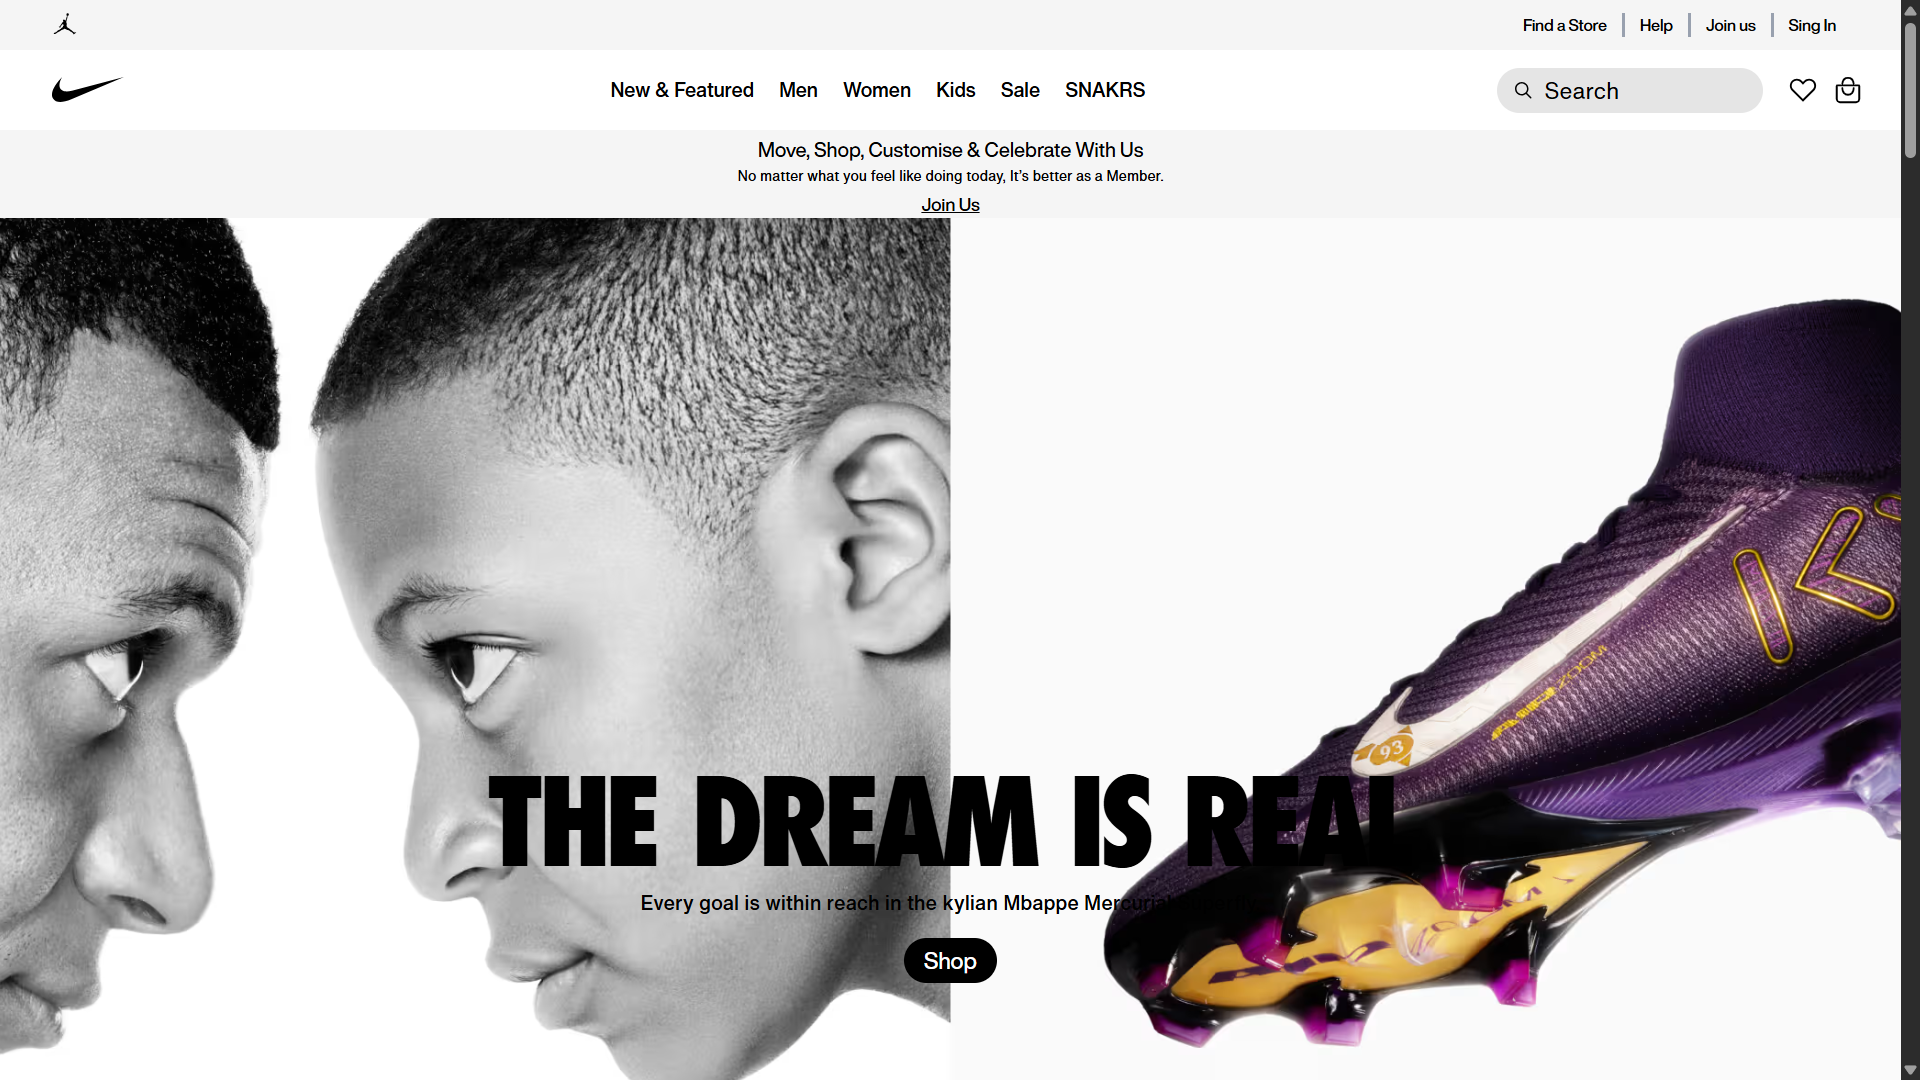 Find a Store
Help
Join us
Sing In
New & Featured
Men
Women
Kids
Sale
SNAKRS
Search
Move, Shop, Customise & Celebrate With Us
No matter what you feel like doing today, It's better as a Member.
Join Us
ZOOM
93
THE DREAM IS REAL
Every goal is within reach in the kylian Mbappe Mercurial
Shop